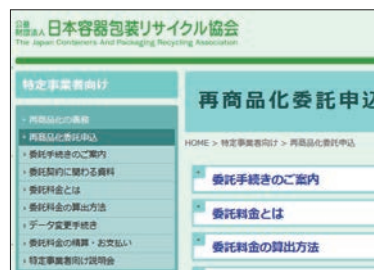 公益財団法人 日本容器包装リサイクル協会
The Japan Containers And Packaging Recycling Association
特定事業者向け
再商品化の義務
再商品化委託申込
委託手続きのご案内
委託契約に関わる資料
委託料金とは
委託料金の算出方法
データ変更手続き
委託料金の精算・お支払い
特定事業者向け説明会
再商品化委託申込
HOME > 特定事業者向け > 再商品化委託申込
委託手続きのご案内
委託料金とは
委託料金の算出方法